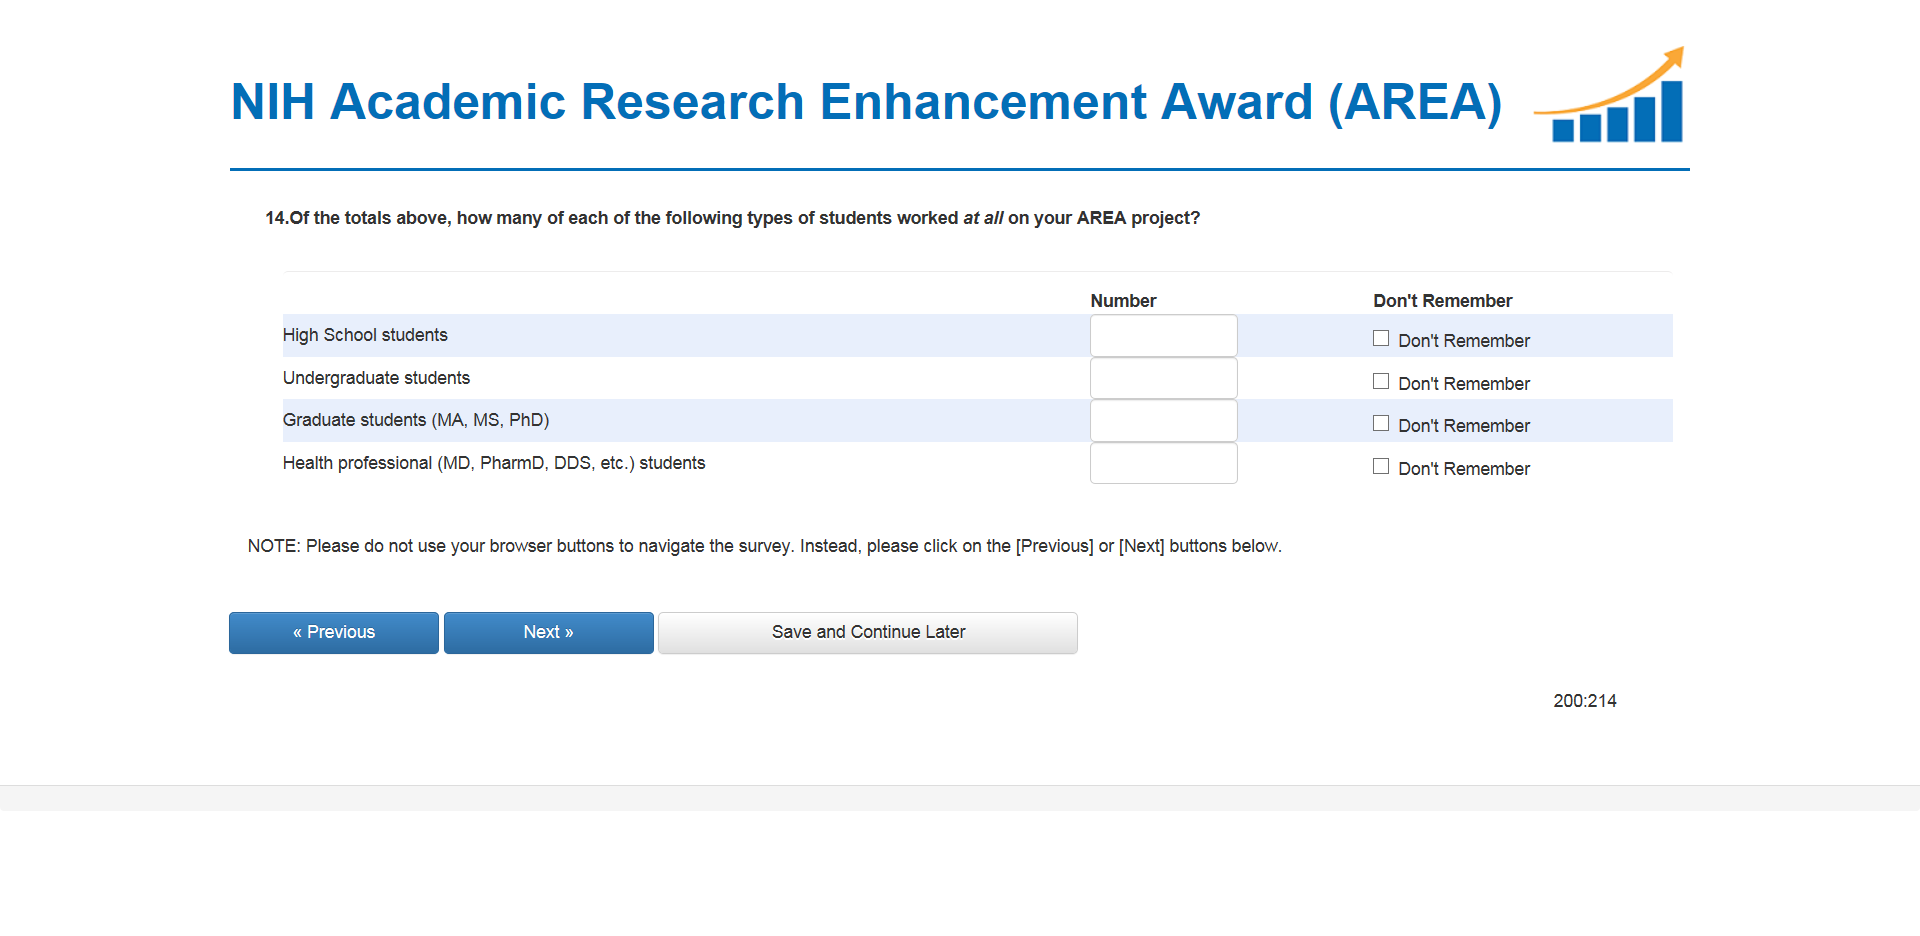 NIH Academic Research Enhancement Award (AREA)
14.Of the totals above, how many of each of the following types of students worked at all on your AREA project?
Number Don't Remember
High School students Don't Remember
Undergraduate students Don't Remember
Graduate students (MA, MS, PhD) Don't Remember
Health professional (MD, PharmD, DDS, etc.) students Don't Remember
NOTE: Please do not use your browser buttons to navigate the survey. Instead, please click on the [Previous] or [Next] buttons below.
« Previous Next » Save and Continue Later
200:214